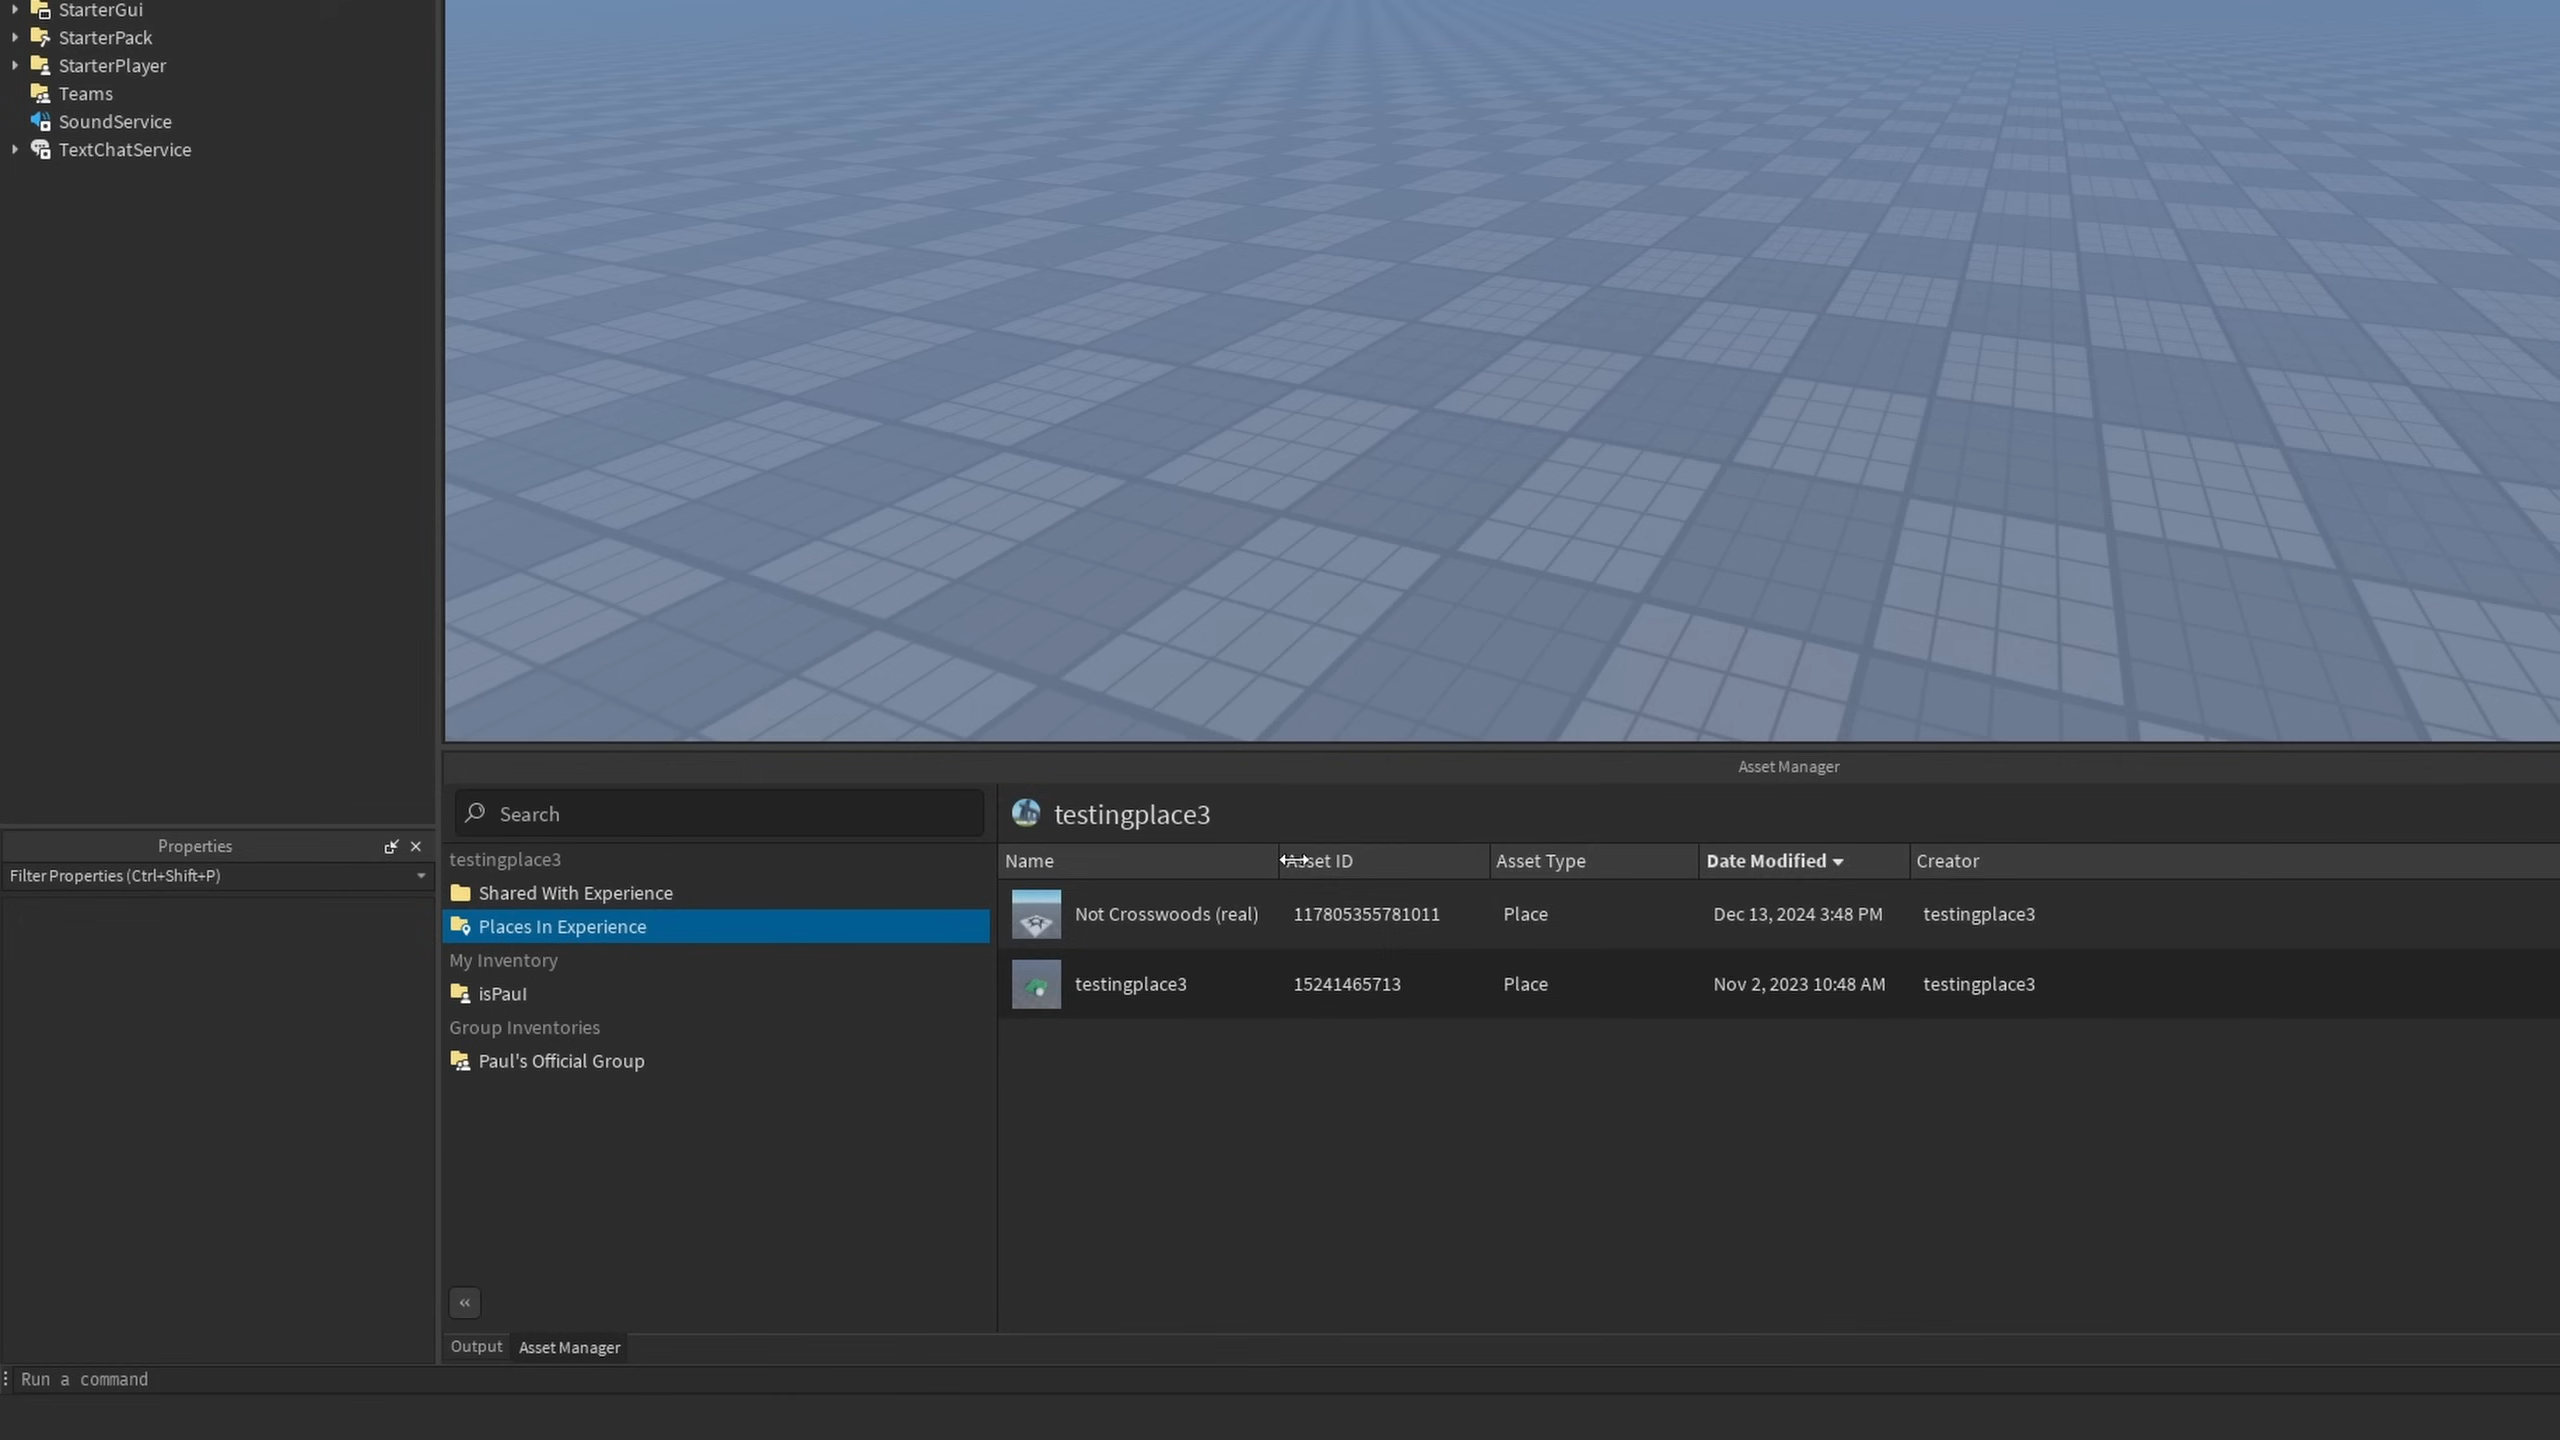 StarterGui
StarterPack
StarterPlayer
Teams
SoundService
TextChatService
Properties
Filter Properties (Ctrl+Shift+P)
Asset Manager
Search
testingplace3
Shared With Experience
Places In Experience
My Inventory
isPauI
Group Inventories
Paul's Official Group
testingplace3
Name Asset ID Asset Type Date Modified Creator
Not Crosswoods (real) 117805355781011 Place Dec 13, 2024 3:48 PM testingplace3
testingplace3 15241465713 Place Nov 2, 2023 10:48 AM testingplace3
«
Output Asset Manager
Run a command